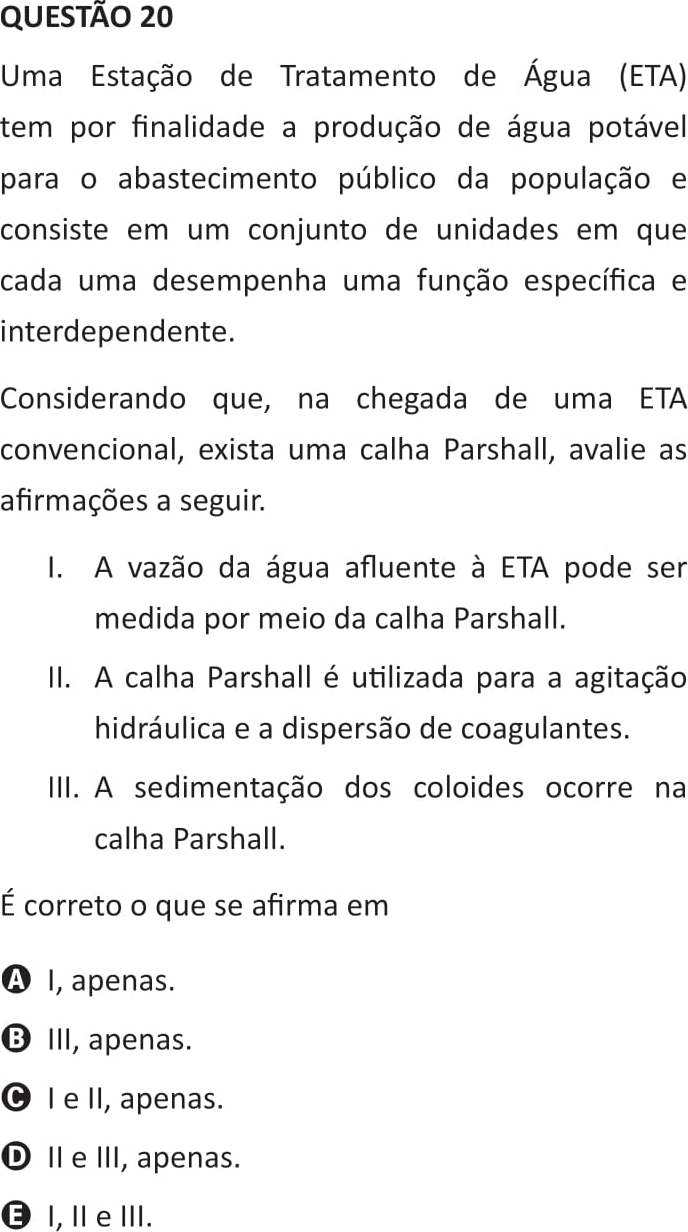 QUESTÃO 20
Uma Estação de Tratamento de Água (ETA)
tem por finalidade a produção de água potável
para o abastecimento público da população e
consiste em um conjunto de unidades em que
cada uma desempenha uma função específica e
interdependente.
Considerando que, na chegada de uma ETA
convencional, exista uma calha Parshall, avalie as
afirmações a seguir.
I. A vazão da água afluente à ETA pode ser
medida por meio da calha Parshall.
II. A calha Parshall é utilizada para a agitação
hidráulica e a dispersão de coagulantes.
III. A sedimentação dos coloides ocorre na
calha Parshall.
É correto o que se afirma em
A I, apenas.
B III, apenas.
C I e II, apenas.
D II e III, apenas.
E I, II e III.